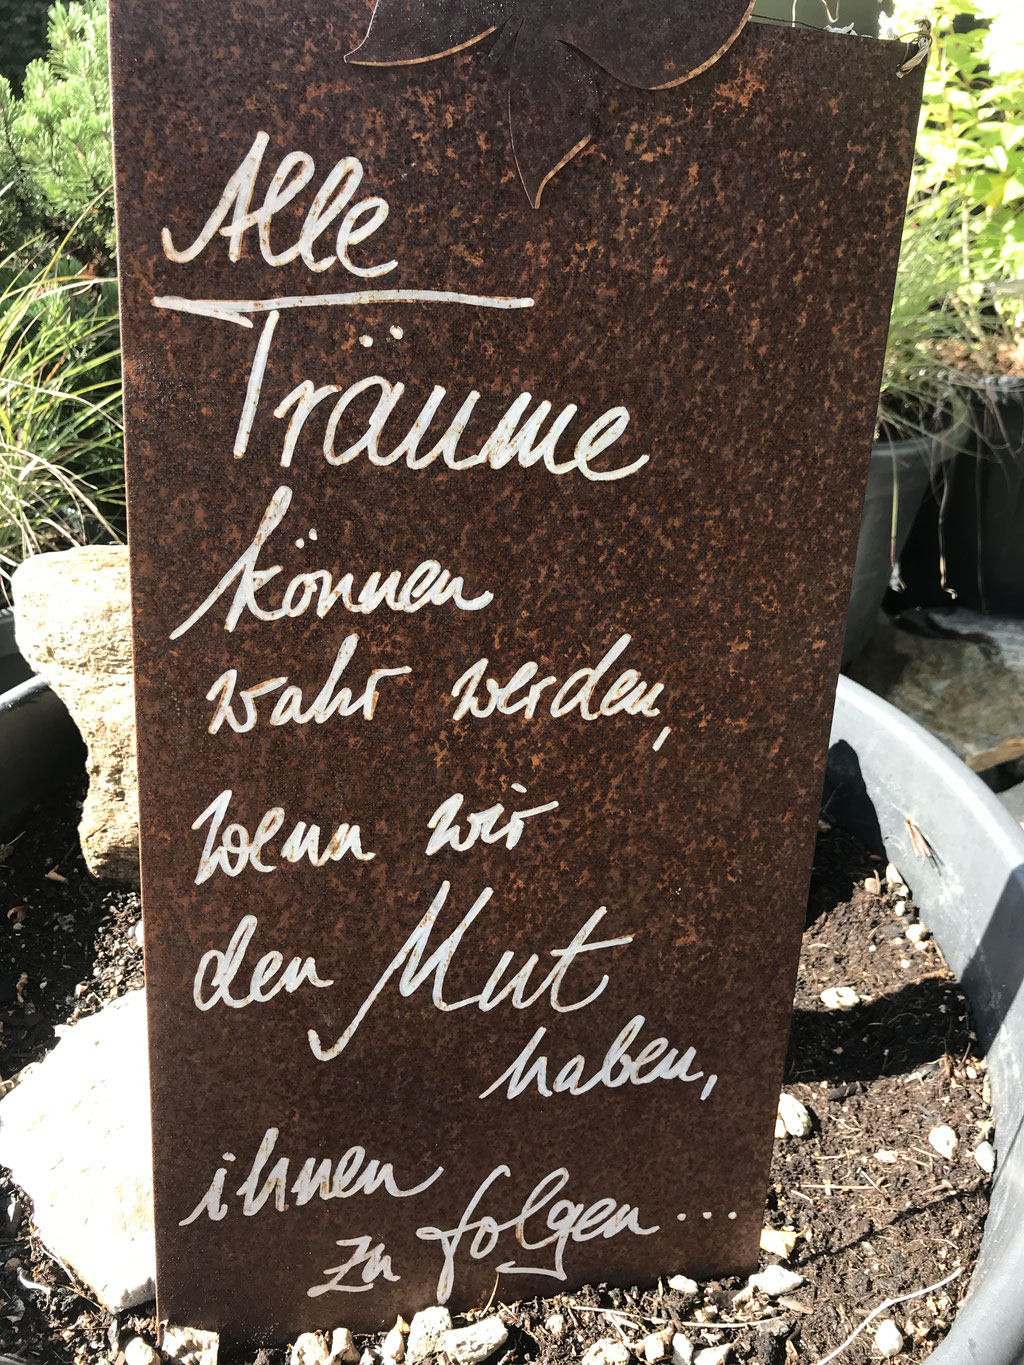 Alle
Träume
können
wahr werden,
wenn wir
den Mut
haben,
ihnen
zu folgen...